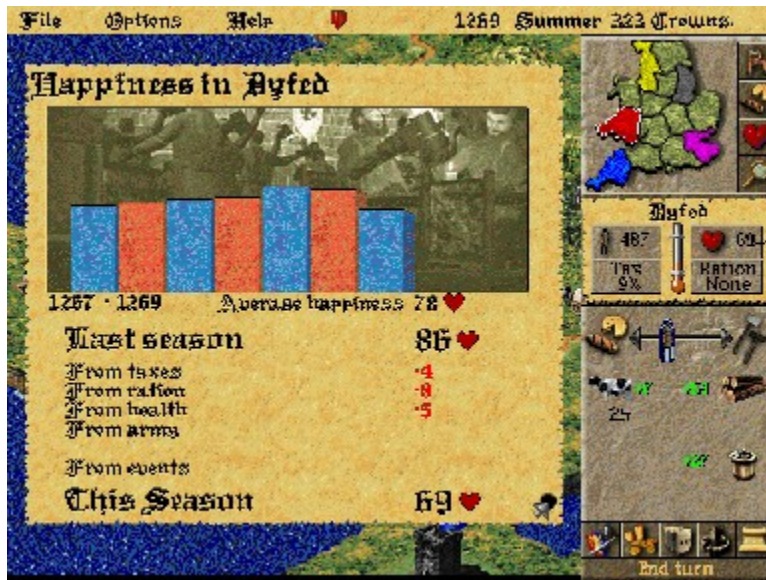 File Options Help 1269 Summer 323 Crowns.
Happiness in Dyfed
1267 - 1269 Average happiness 78
Last season 86
From taxes -4
From ration -8
From health -5
From army
From events
This Season 69
Dyfed
487 69
Tax Ration
9% None
25
End turn